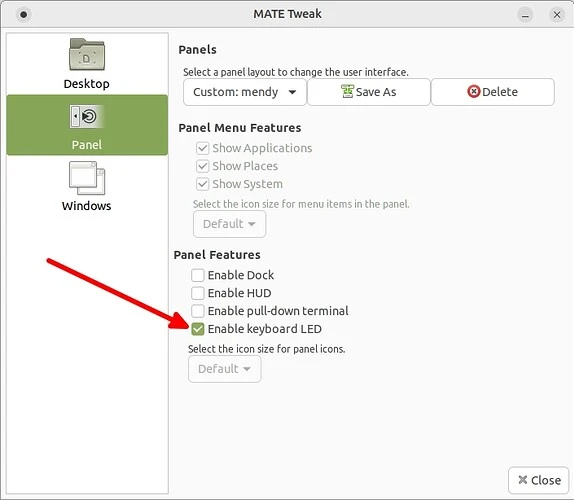 MATE Tweak
Desktop
Panel
Windows
Panels
Select a panel layout to change the user interface.
Custom: mendy
Save As
Delete
Panel Menu Features
Show Applications
Show Places
Show System
Select the icon size for menu items in the panel.
Default
Panel Features
Enable Dock
Enable HUD
Enable pull-down terminal
Enable keyboard LED
Select the icon size for panel icons.
Default
Close